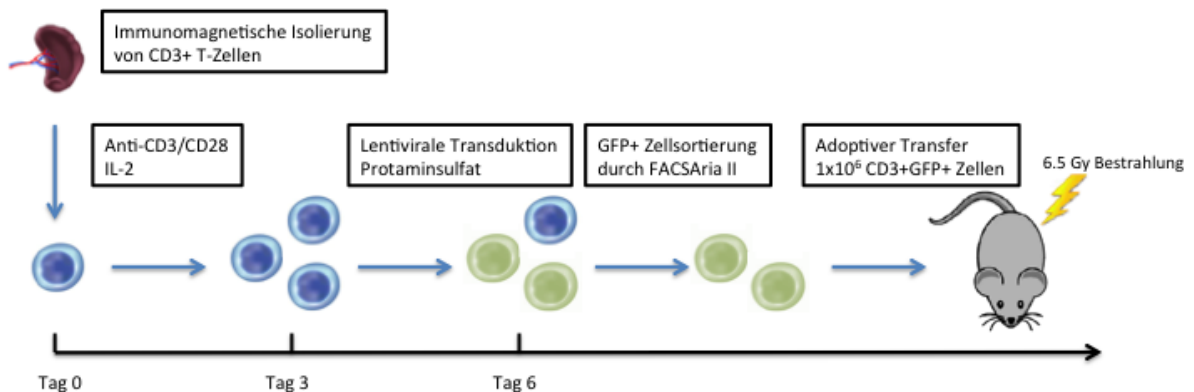 Immunomagnetische Isolierung
von CD3+ T-Zellen
Anti-CD3/CD28
IL-2
Lentivirale Transduktion
Protaminsulfat
GFP+ Zellsortierung
durch FACSAria II
Adoptiver Transfer
1x10⁶ CD3+GFP+ Zellen
6.5 Gy Bestrahlung
Tag 0
Tag 3
Tag 6